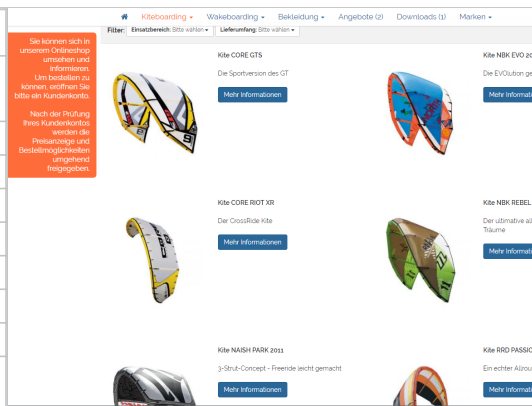 Kiteboarding Wakeboarding Bekleidung Angebote (2) Downloads (1) Marken
Filter: Einsatzbereich: Bitte wählen Lieferumfang: Bitte wählen
Sie können sich in
unserem Onlineshop
umsehen und
informieren.
Um bestellen zu
können, eröffnen Sie
bitte ein Kundenkonto.
Nach der Prüfung
Ihres Kundenkontos
werden die
Preisanzeige und
Bestellmöglichkeiten
umgehend
freigegeben.
Kite CORE GTS
Die Sportversion des GT
Mehr Informationen
Kite NBK EVO 20
Die EVOlution ge
Mehr Informati
Kite CORE RIOT XR
Der CrossRide Kite
Mehr Informationen
Kite NBK REBEL
Der ultimative all
Träume
Mehr Informati
Kite NAISH PARK 2011
3-Strut-Concept - Freeride leicht gemacht
Mehr Informationen
Kite RRD PASSIO
Ein echter Allrou
Mehr Informati